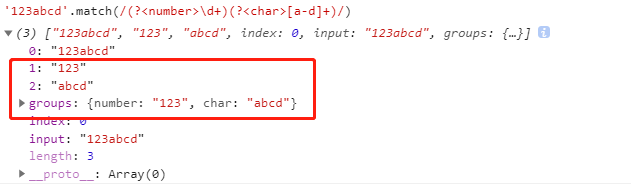 '123abcd'.match(/(?<number>\d+)(?<char>[a-d]+)/)
▼ (3) ["123abcd", "123", "abcd", index: 0, input: "123abcd", groups: {…}] i
0: "123abcd"
1: "123"
2: "abcd"
▶ groups: {number: "123", char: "abcd"}
index: 0
input: "123abcd"
length: 3
▶ __proto__: Array(0)